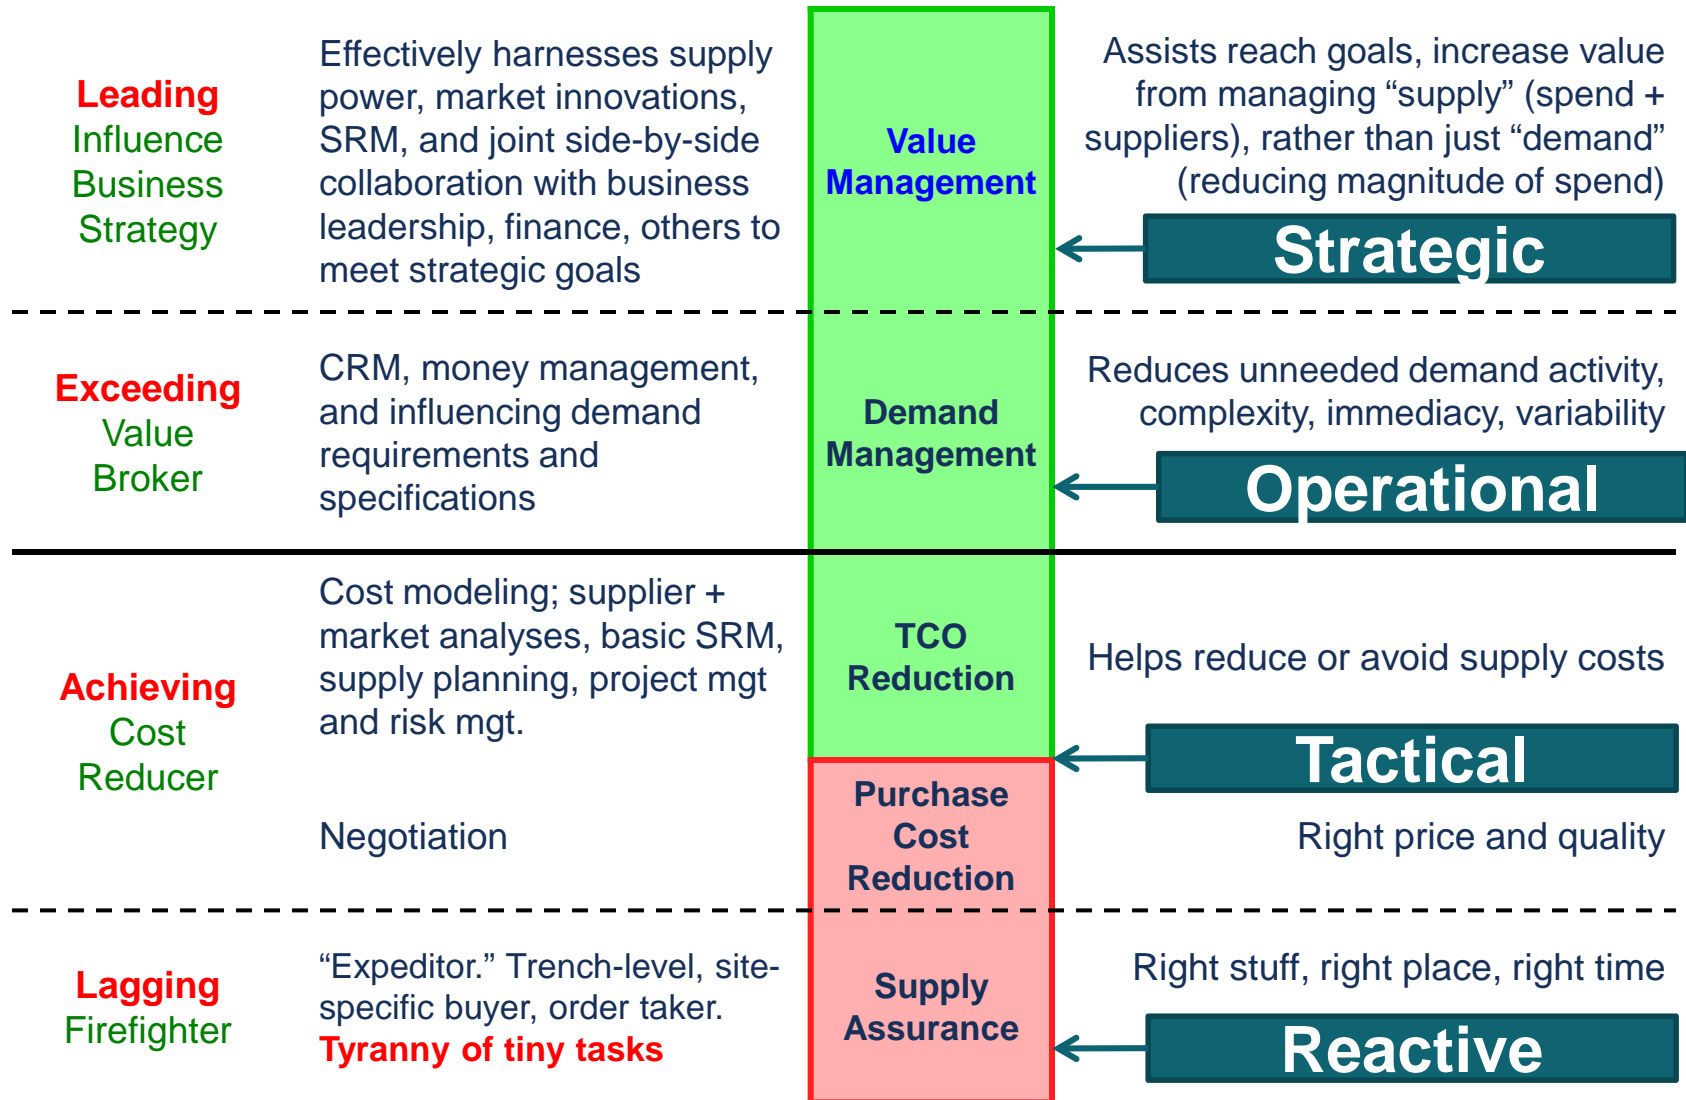 Leading
Influence
Business
Strategy
Effectively harnesses supply
power, market innovations,
SRM, and joint side-by-side
collaboration with business
leadership, finance, others to
meet strategic goals
Value
Management
Assists reach goals, increase value
from managing “supply” (spend +
suppliers), rather than just “demand”
(reducing magnitude of spend)
Strategic
Exceeding
Value
Broker
CRM, money management,
and influencing demand
requirements and
specifications
Demand
Management
Reduces unneeded demand activity,
complexity, immediacy, variability
Operational
Achieving
Cost
Reducer
Cost modeling; supplier +
market analyses, basic SRM,
supply planning, project mgt
and risk mgt.
TCO
Reduction
Helps reduce or avoid supply costs
Tactical
Negotiation
Purchase
Cost
Reduction
Right price and quality
Lagging
Firefighter
“Expeditor.” Trench-level, site-
specific buyer, order taker.
Tyranny of tiny tasks
Supply
Assurance
Right stuff, right place, right time
Reactive